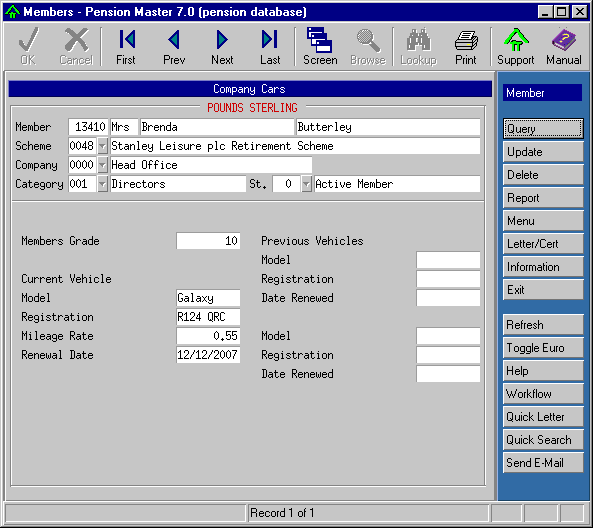 Members - Pension Master 7.0 (pension database)
OK Cancel First Prev Next Last Screen Browse Lookup Print Support Manual
Company Cars
POUNDS STERLING
Member 13410 Mrs Brenda Butterley
Scheme 0048 Stanley Leisure plc Retirement Scheme
Company 0000 Head Office
Category 001 Directors St. 0 Active Member
Members Grade 10 Previous Vehicles
Model
Current Vehicle Registration
Model Galaxy Date Renewed
Registration R124 QRC
Mileage Rate 0.55 Model
Renewal Date 12/12/2007 Registration
Date Renewed
Member
Query
Update
Delete
Report
Menu
Letter/Cert
Information
Exit
Refresh
Toggle Euro
Help
Workflow
Quick Letter
Quick Search
Send E-Mail
Record 1 of 1